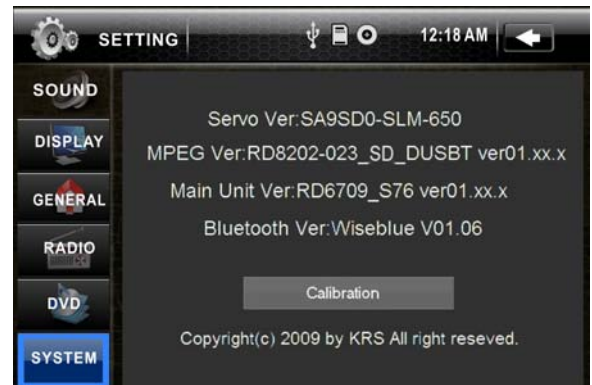 SETTING 12:18 AM
SOUND
DISPLAY
GENERAL
RADIO
DVD
SYSTEM
Servo Ver:SA9SD0-SLM-650
MPEG Ver:RD8202-023_SD_DUSBT ver01.xx.x
Main Unit Ver:RD6709_S76 ver01.xx.x
Bluetooth Ver:Wiseblue V01.06
Calibration
Copyright(c) 2009 by KRS All right reseved.